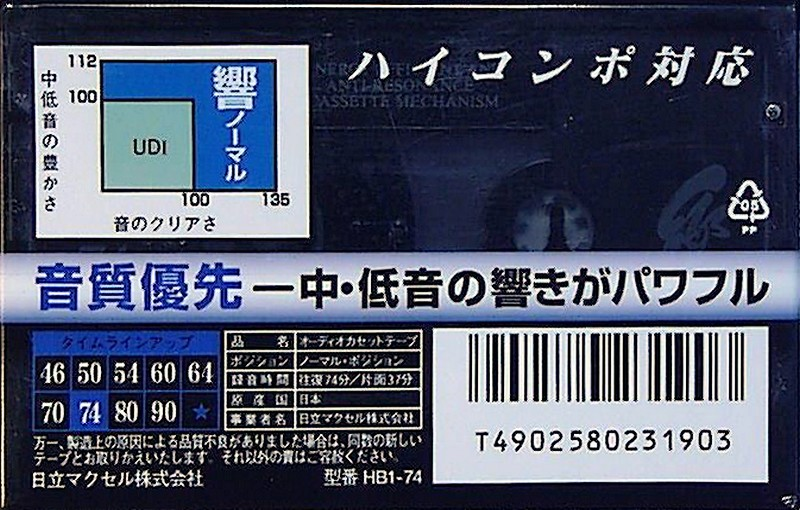 ハイコンポ対応
ANTI-RESONANCE
CASSETTE MECHANISM
中低音の豊かさ
112
100
響
ノーマル
UDI
100 135
音のクリアさ
05
PP
音質優先ー中・低音の響きがパワフル
タイムラインアップ
46 50 54 60 64
70 74 80 90 ★
品名 オーディオカセットテープ
ポジション ノーマル・ポジション
録音時間 往復74分/片面37分
原産国 日本
事業者名 日立マクセル株式会社
万一、製造上の原因による品質不良がありました場合は、同数の新しい
テープとお取りかえいたします。それ以外の責はご容赦ください。
日立マクセル株式会社 型番 HB1-74
T4902580231903